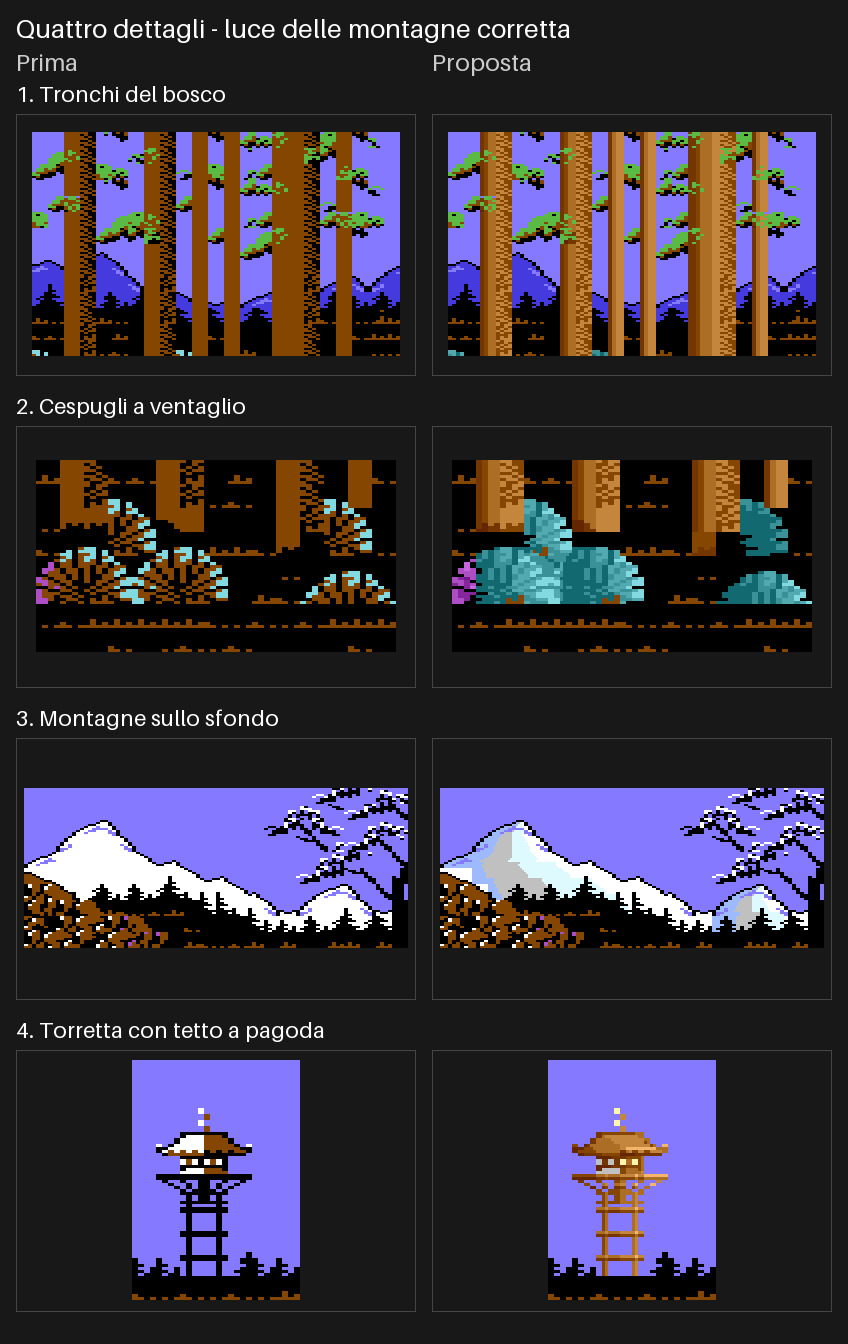 Quattro dettagli - luce delle montagne corretta
Prima
Proposta
1. Tronchi del bosco
2. Cespugli a ventaglio
3. Montagne sullo sfondo
4. Torretta con tetto a pagoda